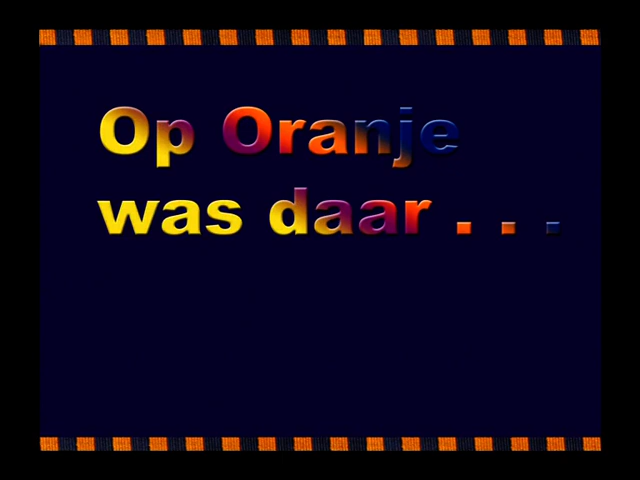 Op Oranje
was daar . . .